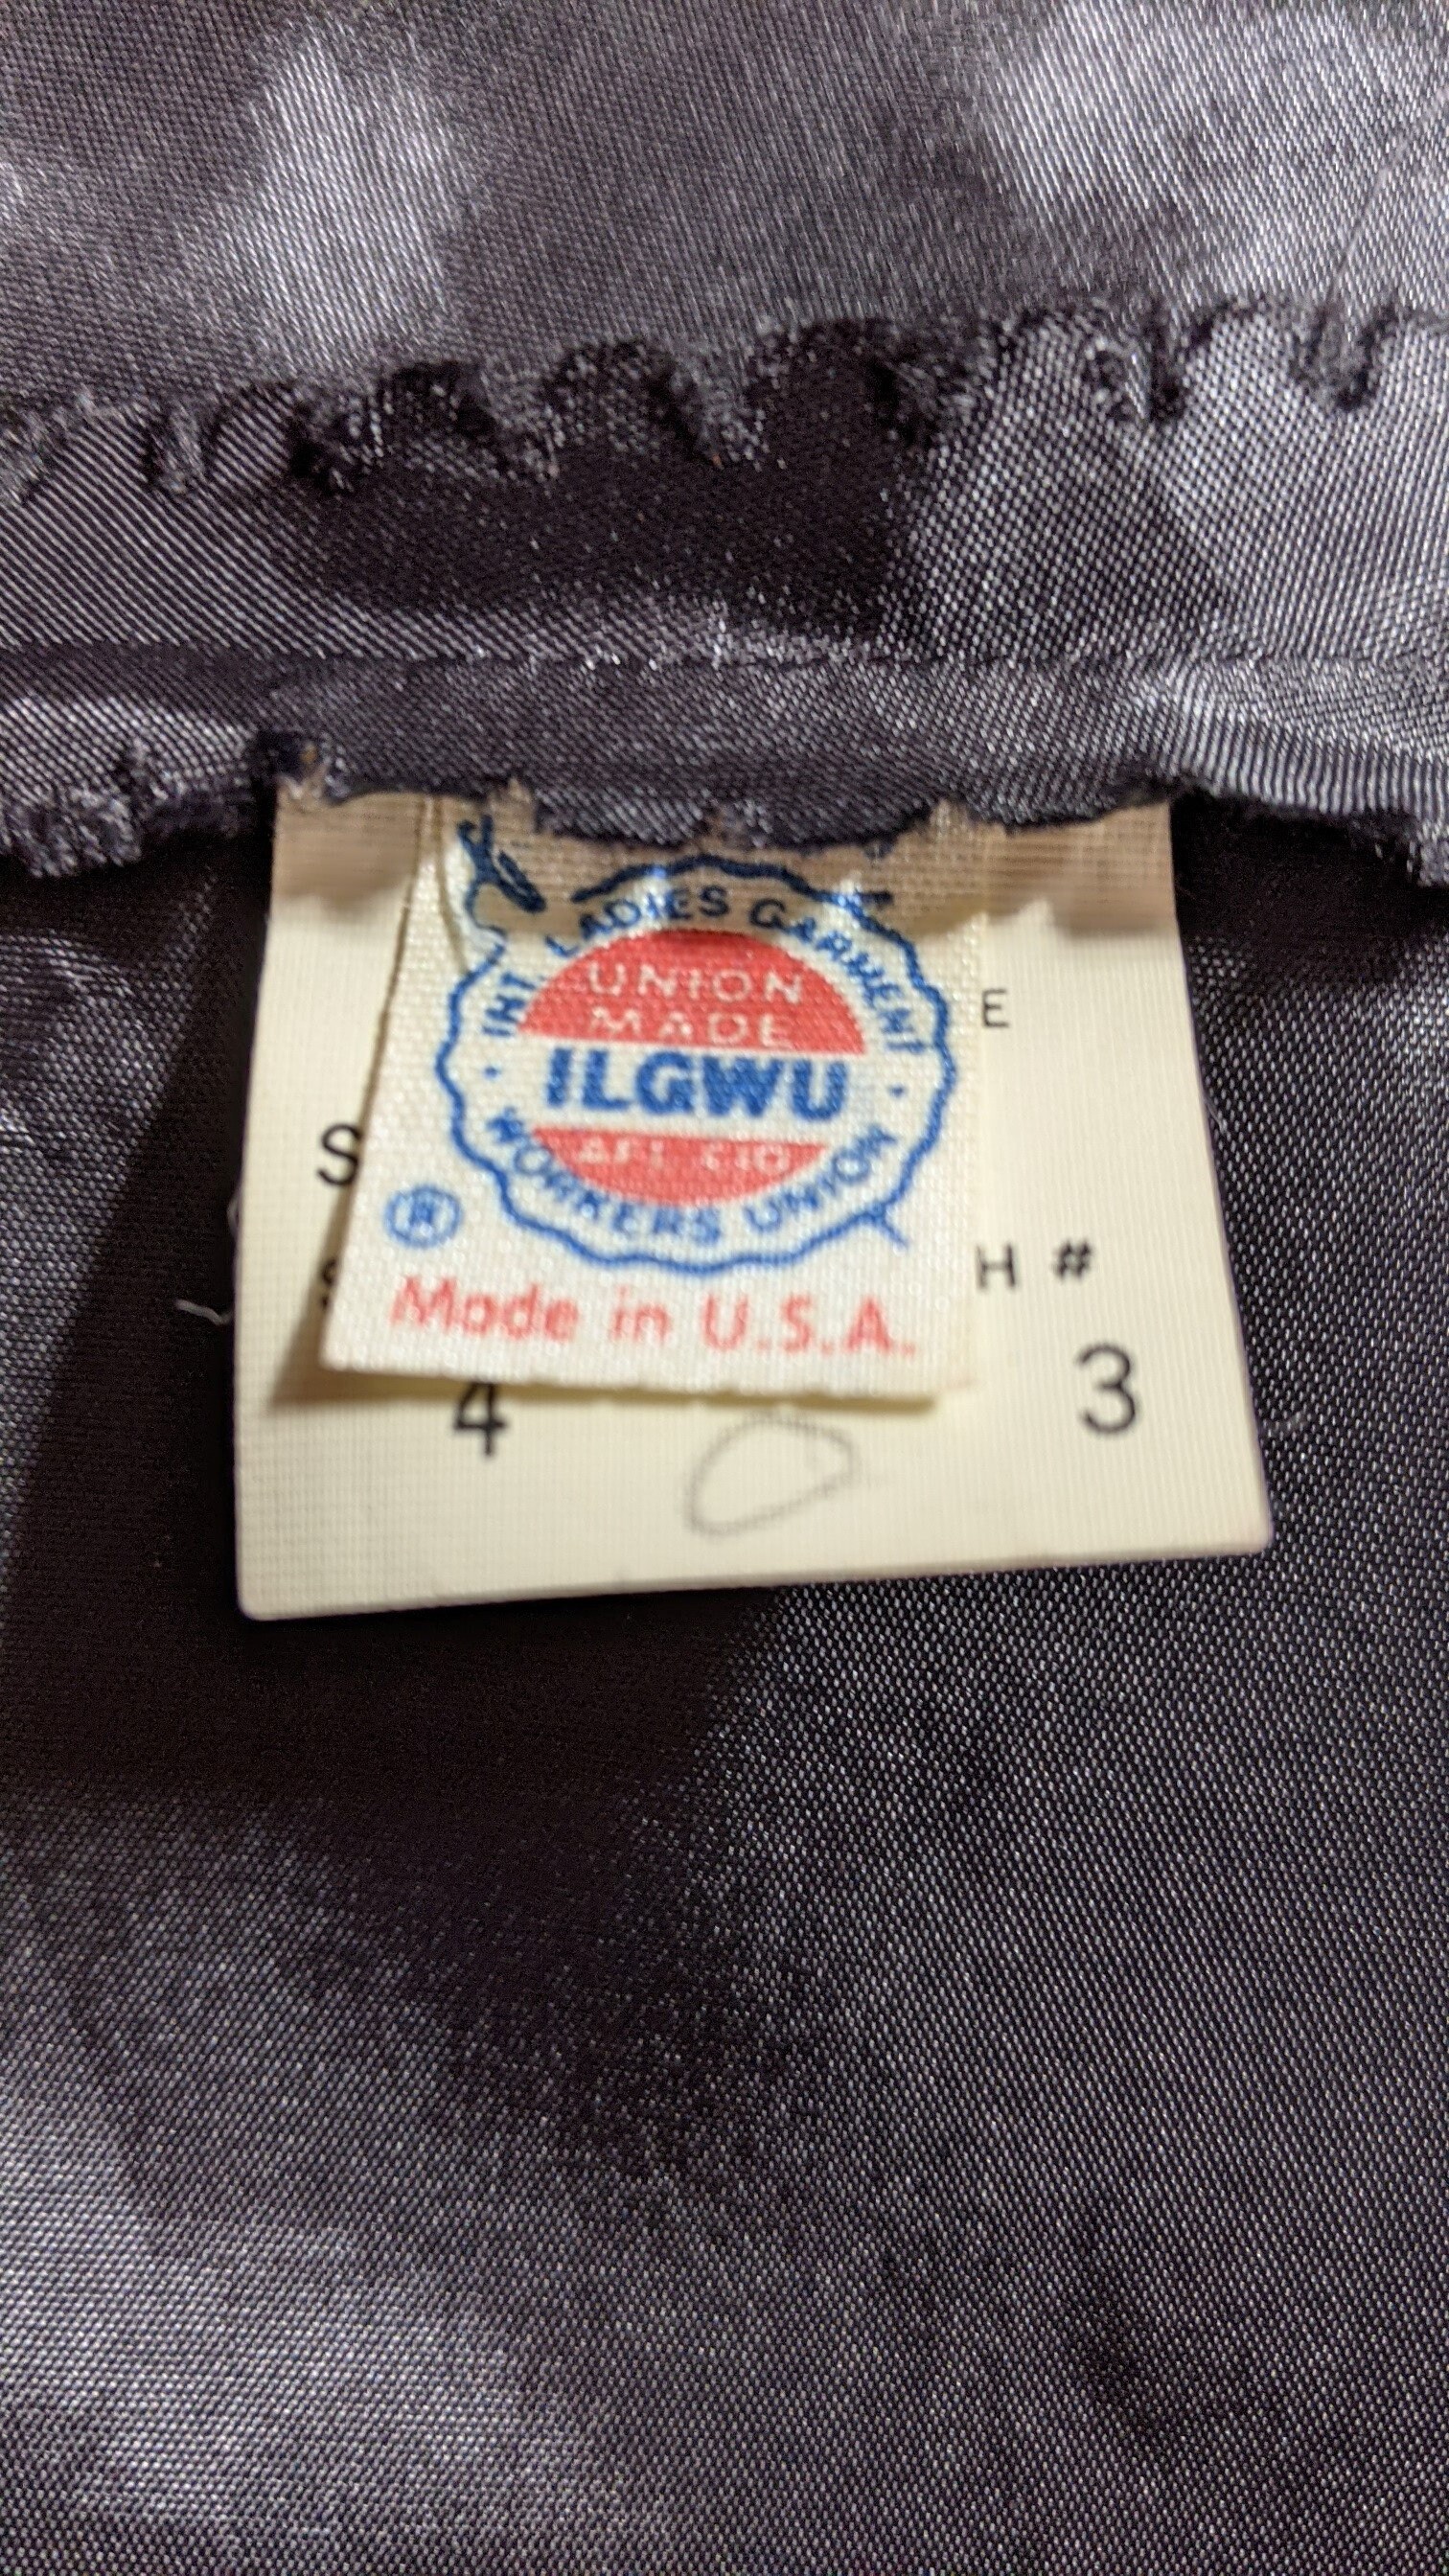 INT. LADIES GARMENT
UNION
MADE
ILGWU
AFL CIO
WORKERS UNION
®
Made in U.S.A.
E
S
H #
4
3